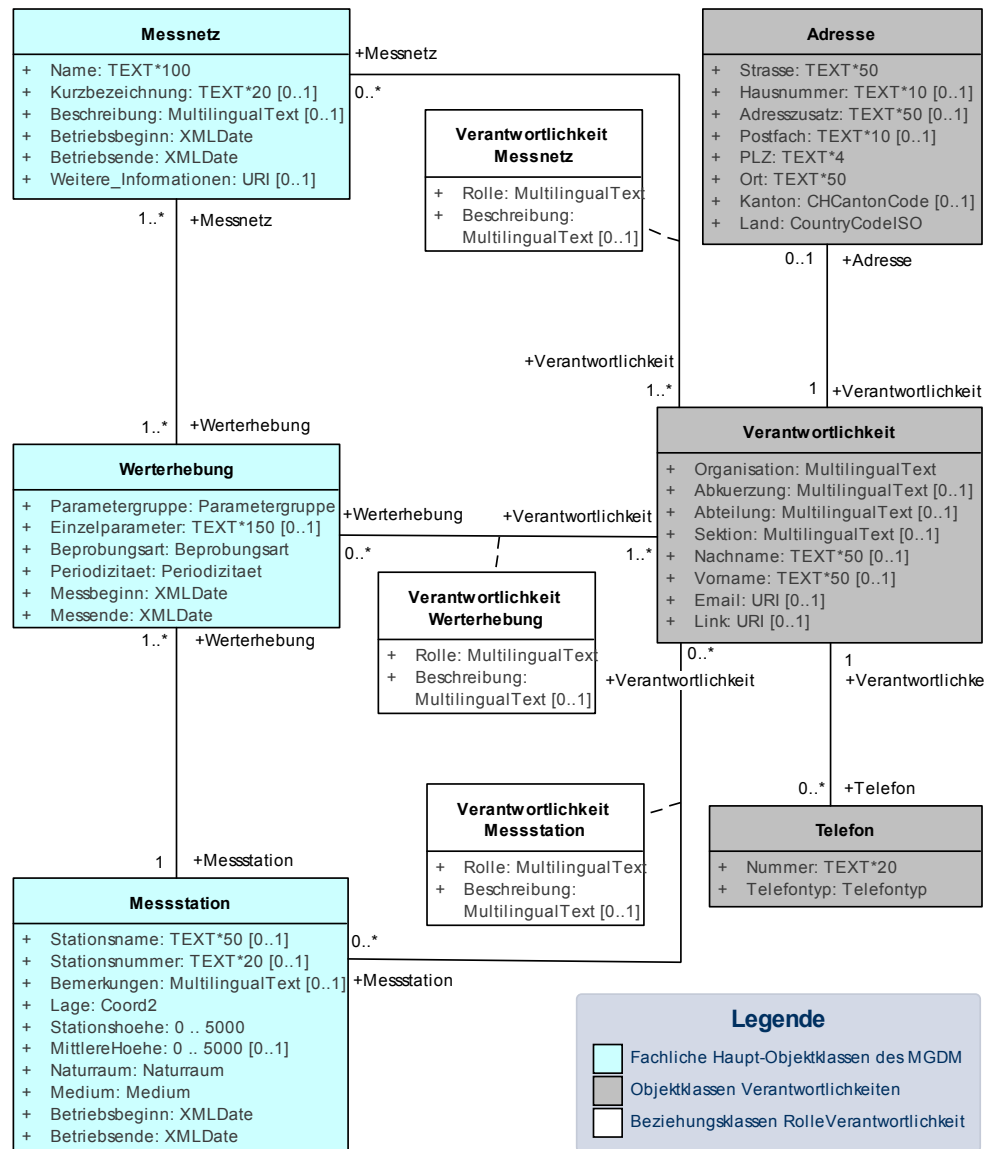 Messnetz
+ Name: TEXT*100
+ Kurzbezeichnung: TEXT*20 [0..1]
+ Beschreibung: MultilingualText [0..1]
+ Betriebsbeginn: XMLDate
+ Betriebsende: XMLDate
+ Weitere_Informationen: URI [0..1]
+Messnetz
0..*
Verantwortlichkeit
Messnetz
+ Rolle: MultilingualText
+ Beschreibung:
MultilingualText [0..1]
Adresse
+ Strasse: TEXT*50
+ Hausnummer: TEXT*10 [0..1]
+ Adresszusatz: TEXT*50 [0..1]
+ Postfach: TEXT*10 [0..1]
+ PLZ: TEXT*4
+ Ort: TEXT*50
+ Kanton: CHCantonCode [0..1]
+ Land: CountryCodeISO
1..* +Messnetz
0..1 +Adresse
+Verantwortlichkeit
1..*
1 +Verantwortlichkeit
1..* +Werterhebung
Werterhebung
+ Parametergruppe: Parametergruppe
+ Einzelparameter: TEXT*150 [0..1]
+ Beprobungsart: Beprobungsart
+ Periodizitaet: Periodizitaet
+ Messbeginn: XMLDate
+ Messende: XMLDate
+Werterhebung +Verantwortlichkeit
0..* 1..*
Verantwortlichkeit
Werterhebung
+ Rolle: MultilingualText
+ Beschreibung:
MultilingualText [0..1]
Verantwortlichkeit
+ Organisation: MultilingualText
+ Abkuerzung: MultilingualText [0..1]
+ Abteilung: MultilingualText [0..1]
+ Sektion: MultilingualText [0..1]
+ Nachname: TEXT*50 [0..1]
+ Vorname: TEXT*50 [0..1]
+ Email: URI [0..1]
+ Link: URI [0..1]
1..* +Werterhebung
0..*
+Verantwortlichkeit
1
+Verantwortlichke
Verantwortlichkeit
Messstation
+ Rolle: MultilingualText
+ Beschreibung:
MultilingualText [0..1]
0..* +Telefon
Telefon
+ Nummer: TEXT*20
+ Telefontyp: Telefontyp
1 +Messstation
Messstation
+ Stationsname: TEXT*50 [0..1]
+ Stationsnummer: TEXT*20 [0..1]
+ Bemerkungen: MultilingualText [0..1]
+ Lage: Coord2
+ Stationshoehe: 0 .. 5000
+ MittlereHoehe: 0 .. 5000 [0..1]
+ Naturraum: Naturraum
+ Medium: Medium
+ Betriebsbeginn: XMLDate
+ Betriebsende: XMLDate
0..*
+Messstation
Legende
Fachliche Haupt-Objektklassen des MGDM
Objektklassen Verantwortlichkeiten
Beziehungsklassen RolleVerantwortlichkeit